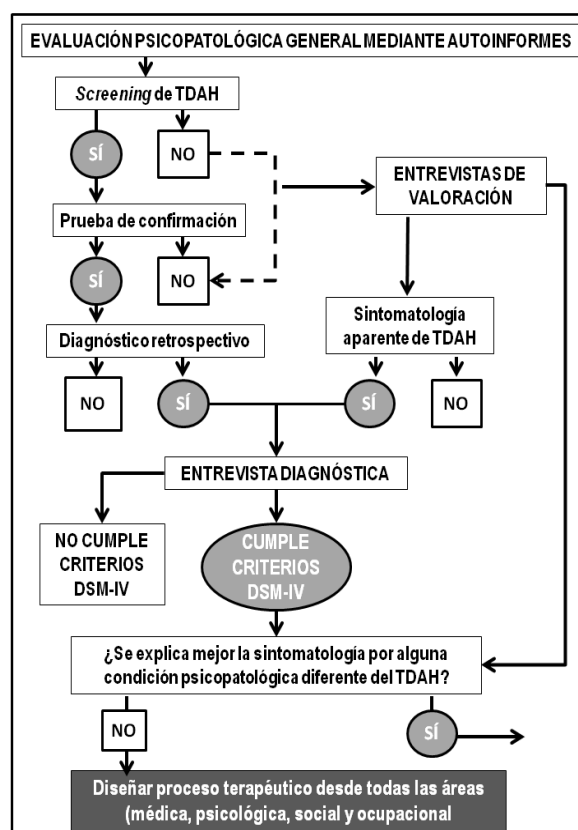 EVALUACIÓN PSICOPATOLÓGICA GENERAL MEDIANTE AUTOINFORMES
Screening de TDAH
SÍ
NO
ENTREVISTAS DE
VALORACIÓN
Prueba de confirmación
SÍ
NO
Diagnóstico retrospectivo
Sintomatología
aparente de TDAH
NO
SÍ
SÍ
NO
ENTREVISTA DIAGNÓSTICA
NO CUMPLE
CRITERIOS
DSM-IV
CUMPLE
CRITERIOS
DSM-IV
¿Se explica mejor la sintomatología por alguna
condición psicopatológica diferente del TDAH?
NO
SÍ
Diseñar proceso terapéutico desde todas las áreas
(médica, psicológica, social y ocupacional